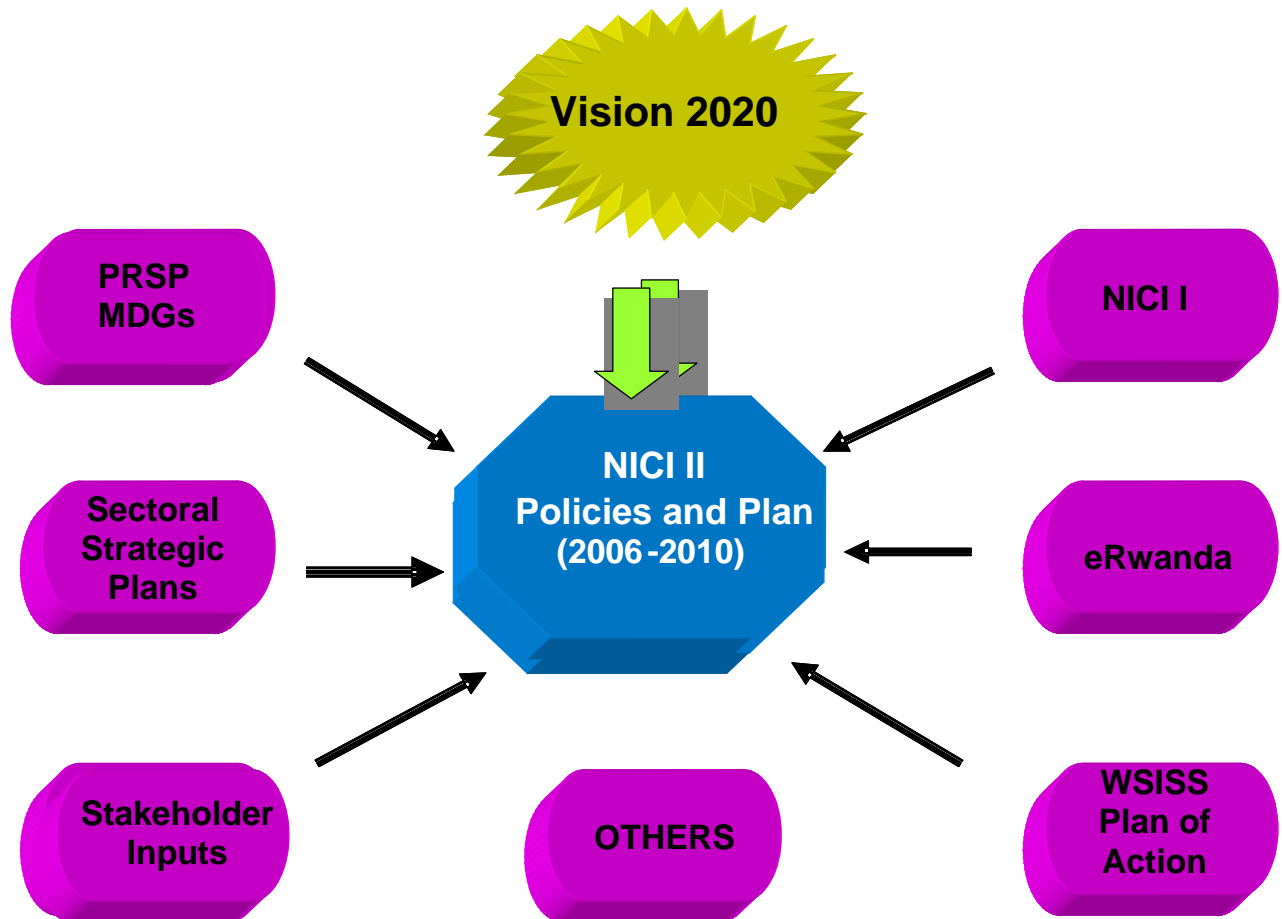 Vision 2020
PRSP
MDGs
NICI I
NICI II
Policies and Plan
(2006-2010)
Sectoral
Strategic
Plans
eRwanda
Stakeholder
Inputs
OTHERS
WSISS
Plan of
Action